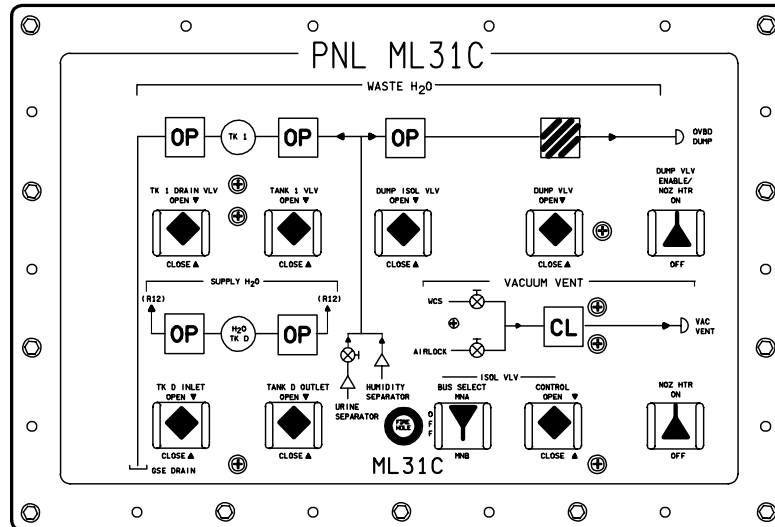 PNL ML31C
WASTE H₂O
OP
TK 1
OP
OP
OVBD
DUMP
TK 1 DRAIN VLV
OPEN ▼
TANK 1 VLV
OPEN ▼
DUMP ISOL VLV
OPEN ▼
DUMP VLV
OPEN ▼
DUMP VLV
ENABLE/
NOZ HTR
ON
CLOSE ▲
CLOSE ▲
CLOSE ▲
CLOSE ▲
OFF
SUPPLY H₂O
(R12)
(R12)
OP
H₂O
TK D
OP
VACUUM VENT
WCS
AIRLOCK
CL
VAC
VENT
ISOL VLV
TK D INLET
OPEN ▼
TANK D OUTLET
OPEN ▼
URINE
SEPARATOR
HUMIDITY
SEPARATOR
FIRE
HOLE
BUS SELECT
MNA
OFF
MNB
CONTROL
OPEN ▼
NOZ HTR
ON
CLOSE ▲
CLOSE ▲
CLOSE ▲
OFF
GSE DRAIN
ML31C